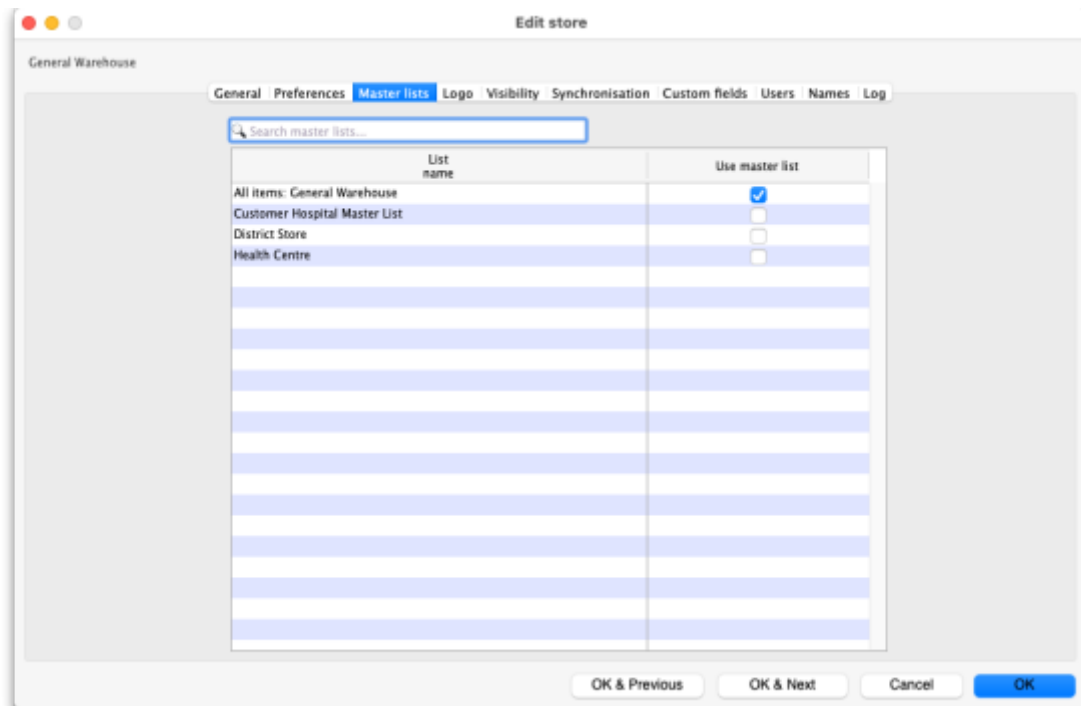 Edit store
General Warehouse
General Preferences Master lists Logo Visibility Synchronisation Custom fields Users Names Log
Search master lists...
List
name
Use master list
All items: General Warehouse
Customer Hospital Master List
District Store
Health Centre
OK & Previous OK & Next Cancel OK